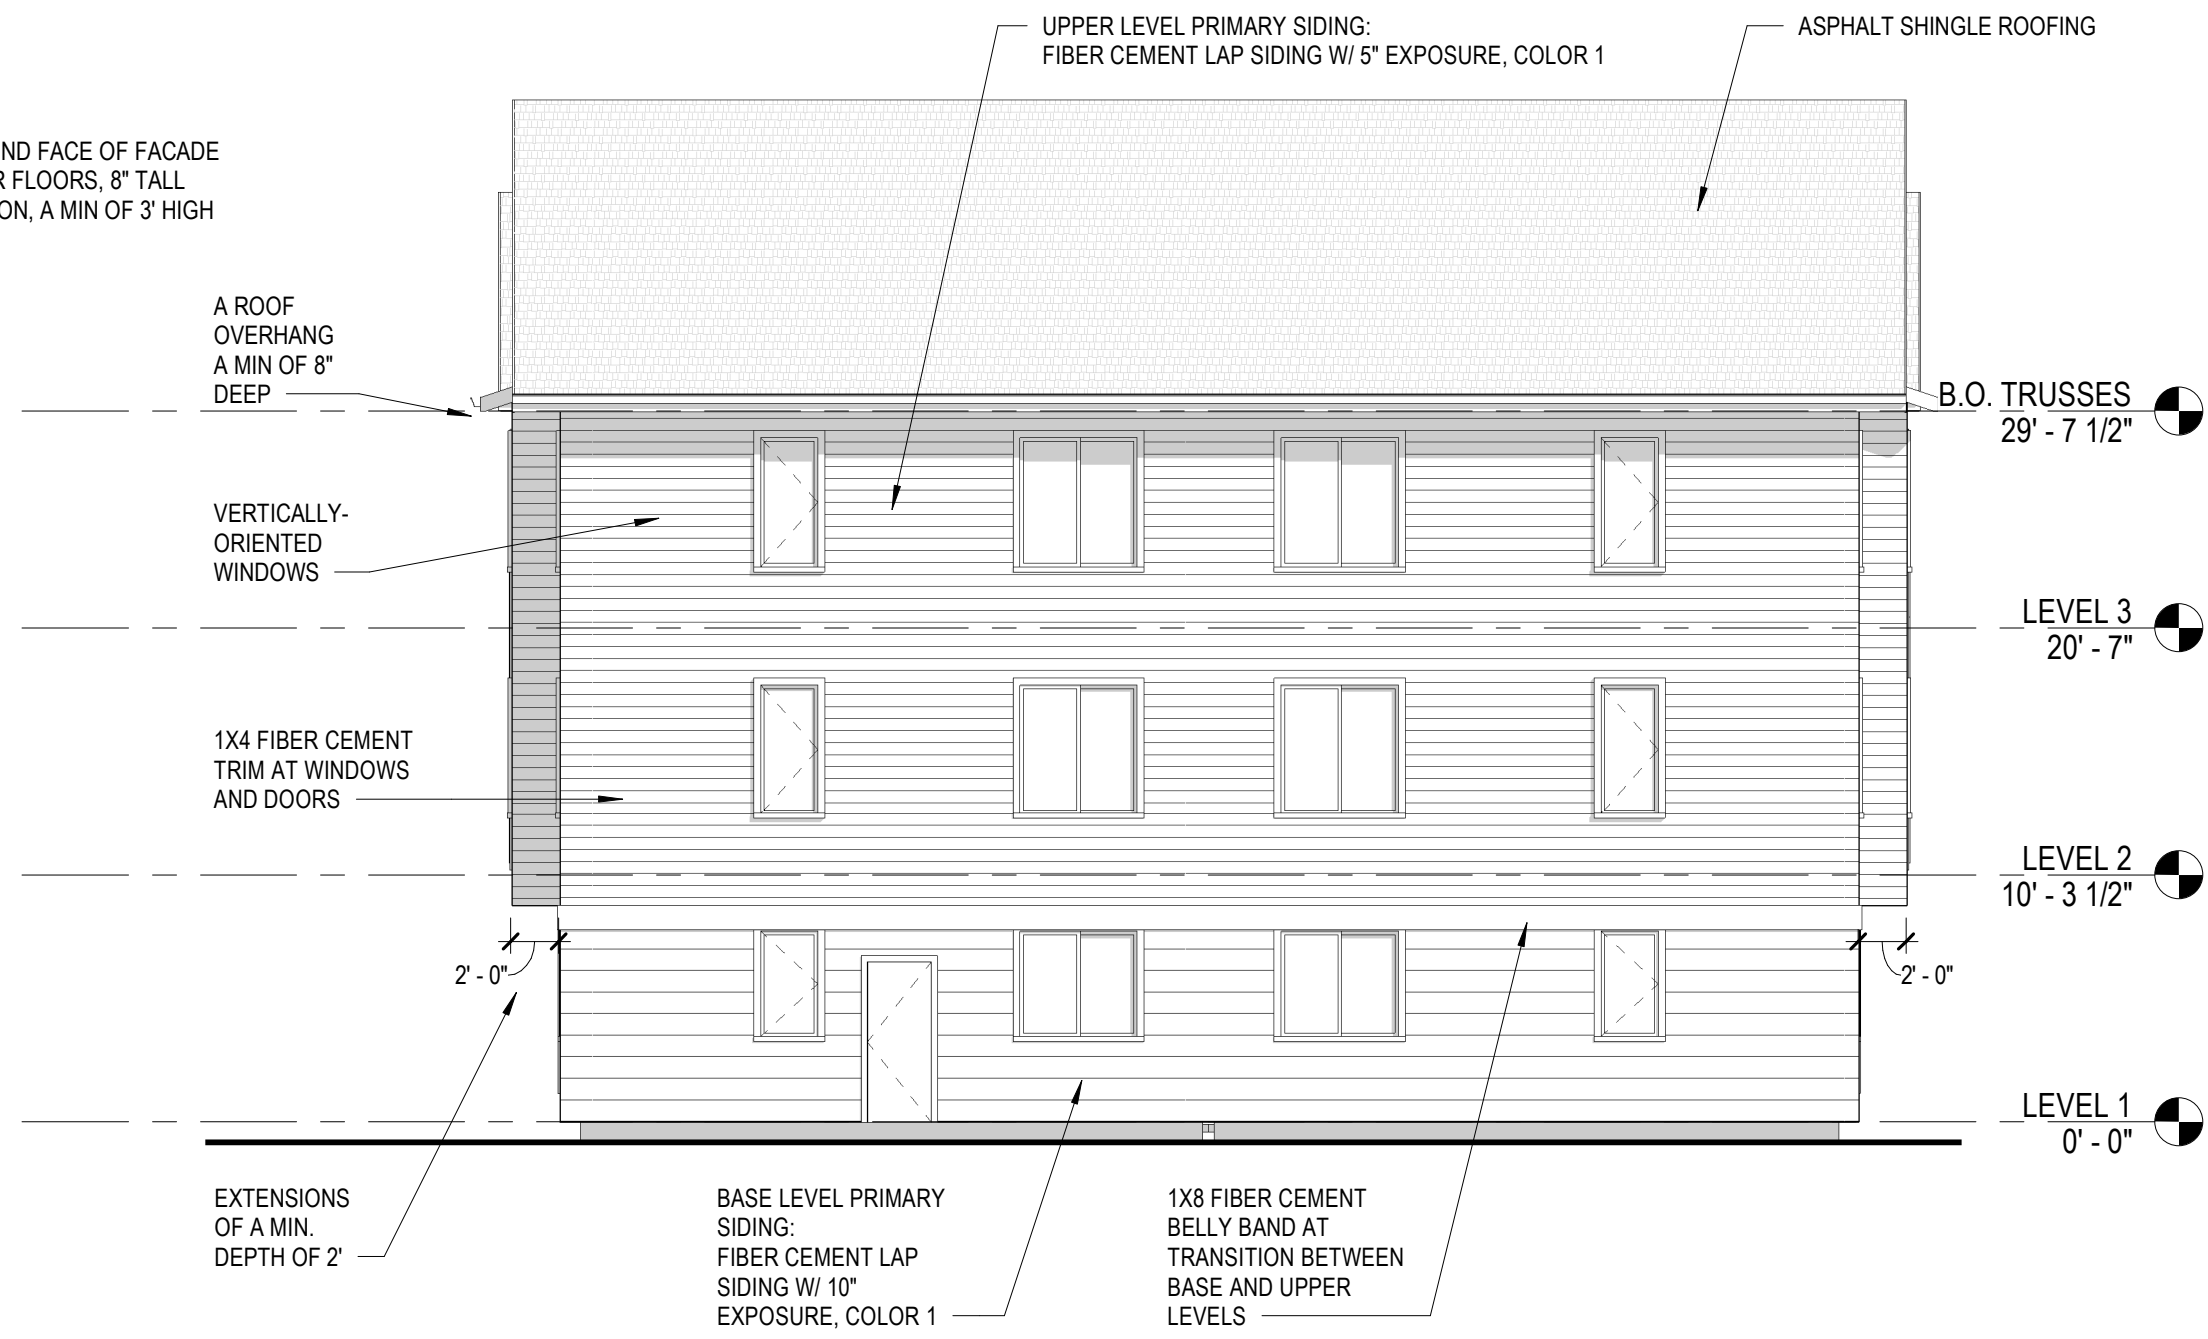 UPPER LEVEL PRIMARY SIDING:
FIBER CEMENT LAP SIDING W/ 5" EXPOSURE, COLOR 1
ASPHALT SHINGLE ROOFING
FACE OF FACADE
FLOORS, 8" TALL
A MIN OF 3' HIGH
A ROOF
OVERHANG
A MIN OF 8"
DEEP
B.O. TRUSSES
29' - 7 1/2"
VERTICALLY-
ORIENTED
WINDOWS
LEVEL 3
20' - 7"
1X4 FIBER CEMENT
TRIM AT WINDOWS
AND DOORS
LEVEL 2
10' - 3 1/2"
2' - 0"
2' - 0"
LEVEL 1
0' - 0"
EXTENSIONS
OF A MIN.
DEPTH OF 2'
BASE LEVEL PRIMARY
SIDING:
FIBER CEMENT LAP
SIDING W/ 10"
EXPOSURE, COLOR 1
1X8 FIBER CEMENT
BELLY BAND AT
TRANSITION BETWEEN
BASE AND UPPER
LEVELS